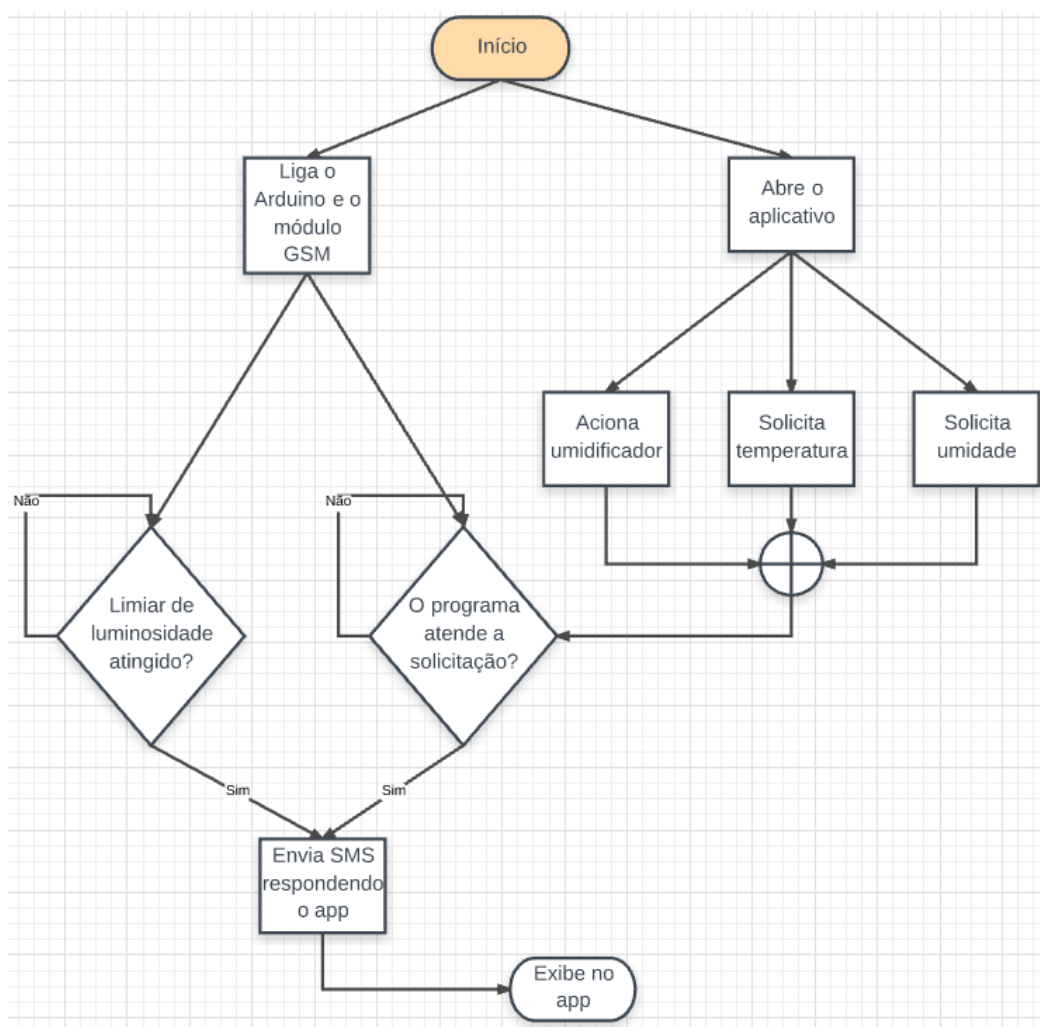 Início
Liga o
Arduino e o
módulo
GSM
Abre o
aplicativo
Aciona
umidificador
Solicita
temperatura
Solicita
umidade
Não
Não
Limiar de
luminosidade
atingido?
O programa
atende a
solicitação?
Sim
Sim
Envia SMS
respondendo
o app
Exibe no
app